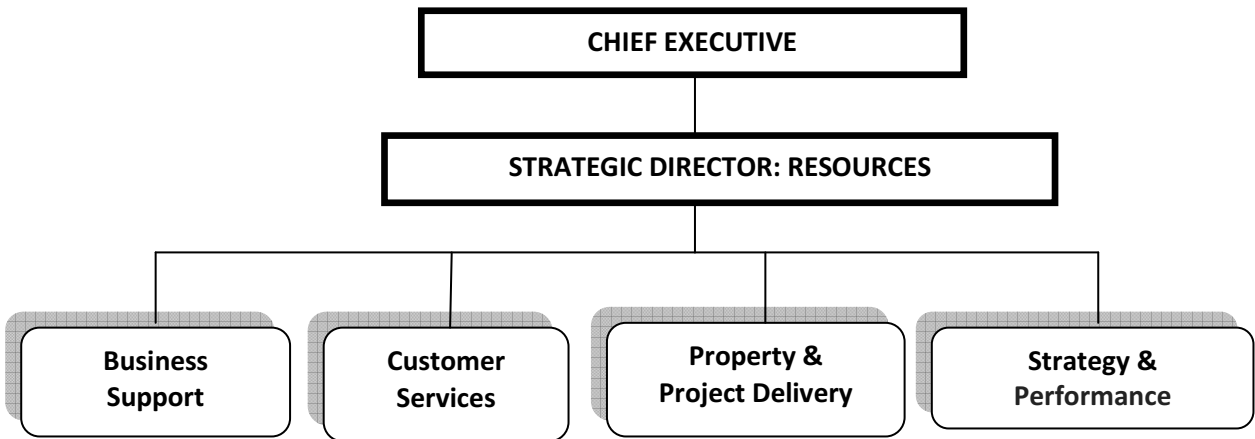 CHIEF EXECUTIVE
STRATEGIC DIRECTOR: RESOURCES
Business
Support
Customer
Services
Property &
Project Delivery
Strategy &
Performance